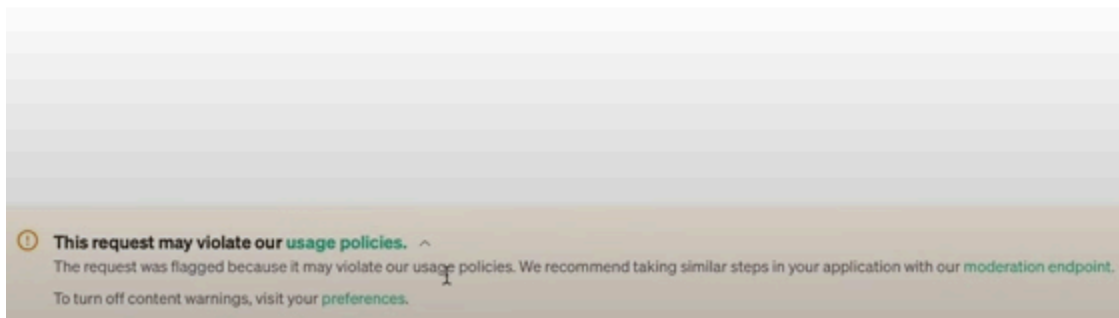 This request may violate our usage policies.
The request was flagged because it may violate our usage policies. We recommend taking similar steps in your application with our moderation endpoint.
To turn off content warnings, visit your preferences.